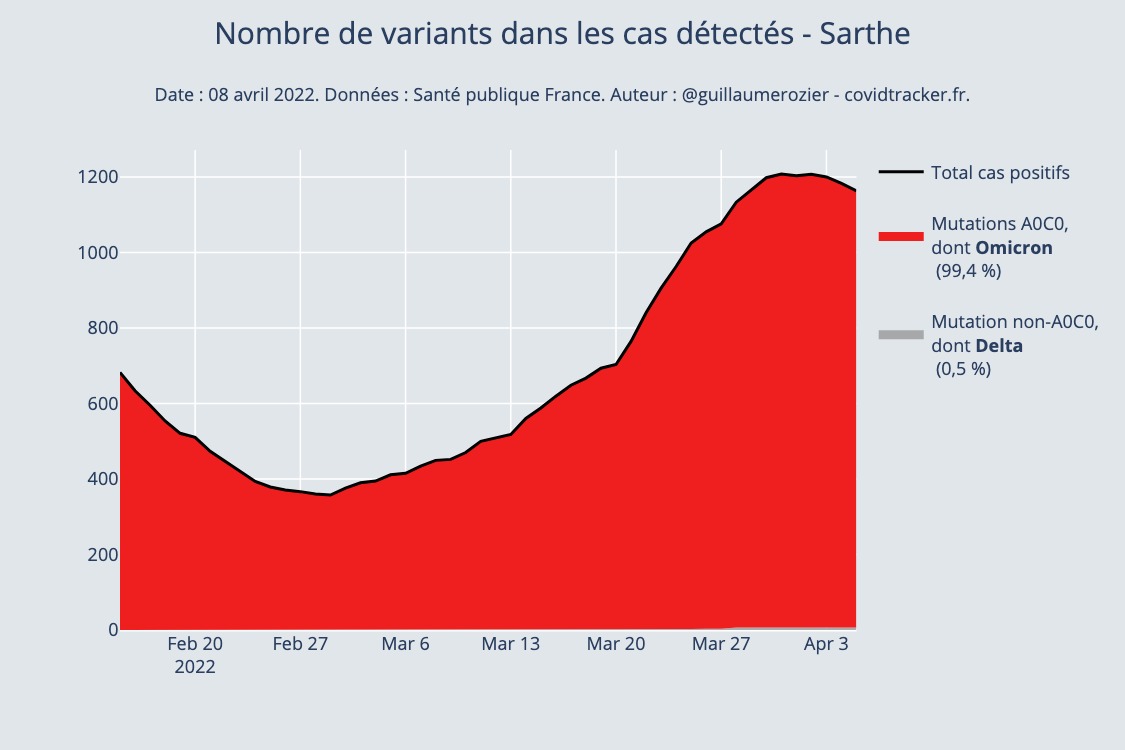 Nombre de variants dans les cas détectés - Sarthe
Date : 08 avril 2022. Données : Santé publique France. Auteur : @guillaumerozier - covidtracker.fr.
1200
1000
800
600
400
200
0
Feb 20
2022
Feb 27
Mar 6
Mar 13
Mar 20
Mar 27
Apr 3
Total cas positifs
Mutations A0C0,
dont Omicron
(99,4 %)
Mutation non-A0C0,
dont Delta
(0,5 %)